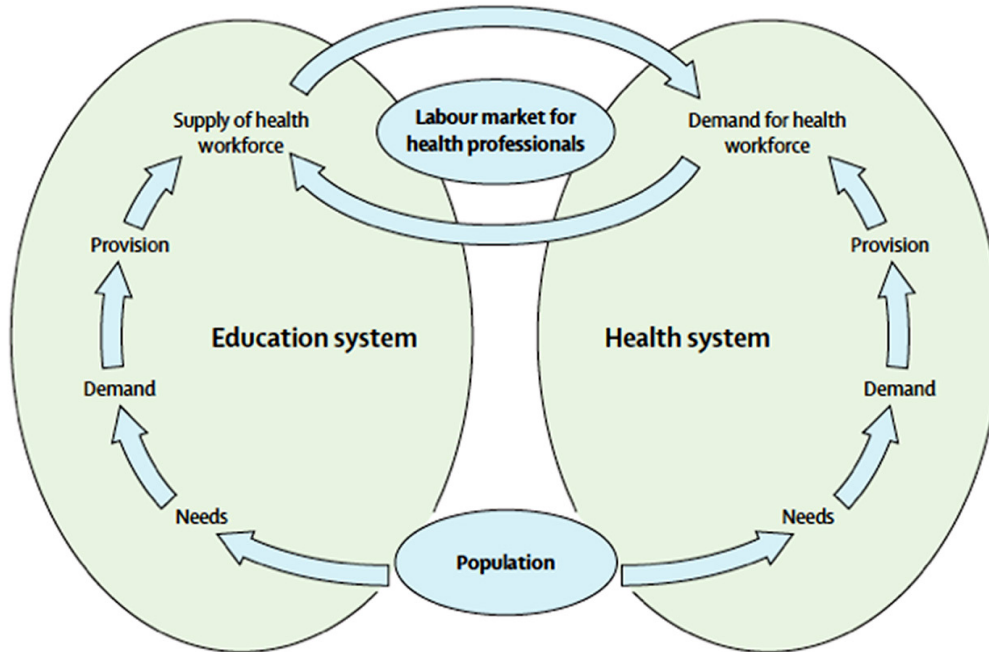 Supply of health
workforce
Labour market for
health professionals
Demand for health
workforce
Provision
Provision
Education system
Health system
Demand
Demand
Needs
Needs
Population